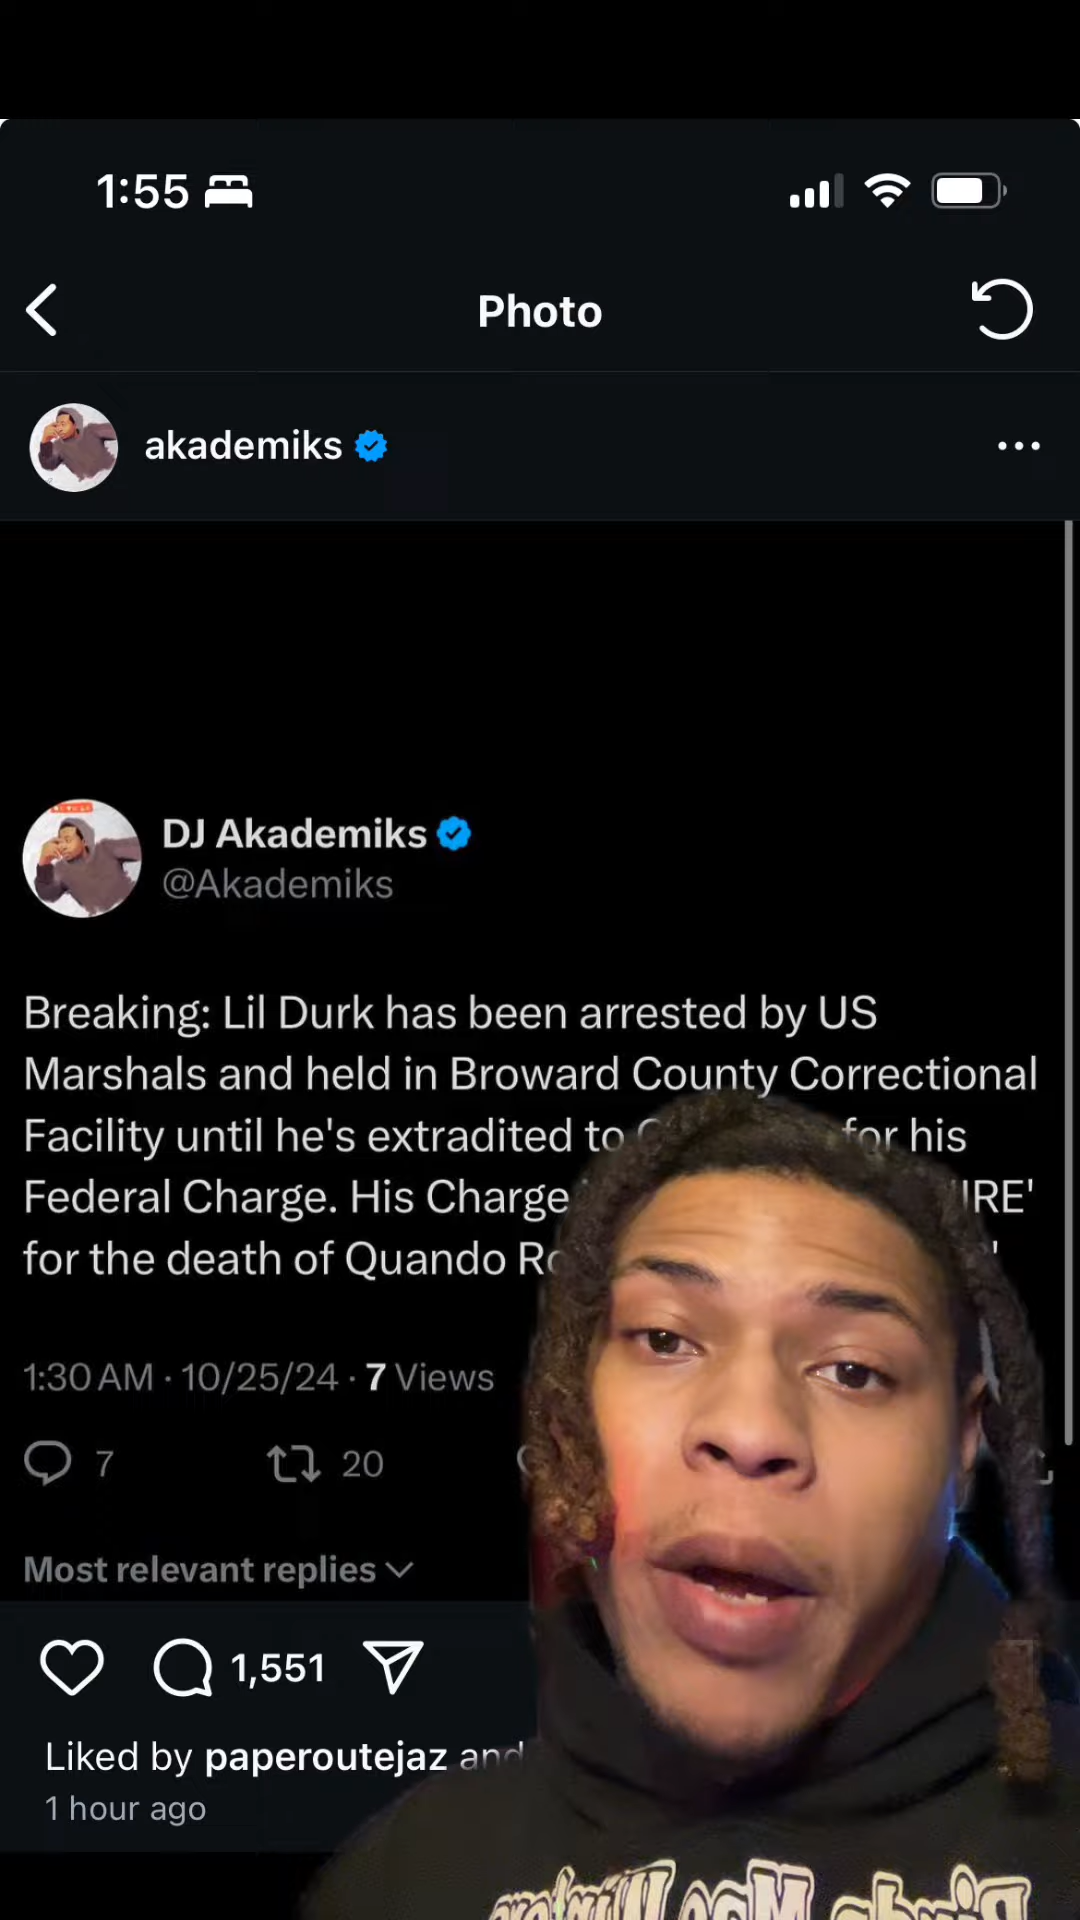 1:55
Photo
akademiks
DJ Akademiks
@Akademiks
Breaking: Lil Durk has been arrested by US
Marshals and held in Broward County Correctional
Facility until he's extradited to for his
Federal Charge. His Charge
for the death of Quando
1:30 AM · 10/25/24 · 7 Views
7 20
Most relevant replies
1,551
Liked by paperoutejaz and
1 hour ago